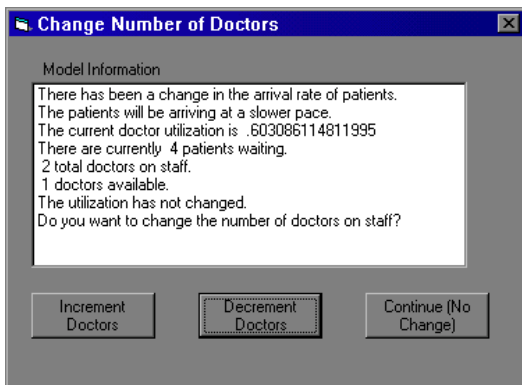 Change Number of Doctors
Model Information
There has been a change in the arrival rate of patients.
The patients will be arriving at a slower pace.
The current doctor utilization is .603086114811995
There are currently 4 patients waiting.
2 total doctors on staff.
1 doctors available.
The utilization has not changed.
Do you want to change the number of doctors on staff?
Increment
Doctors
Decrement
Doctors
Continue (No
Change)